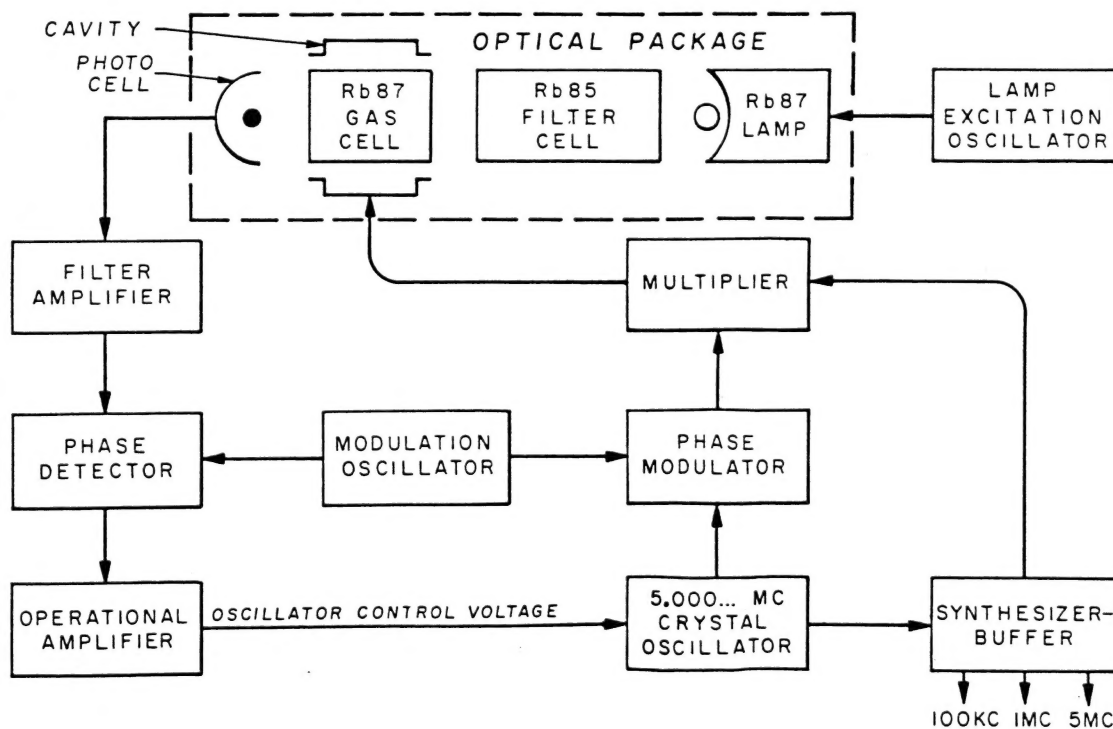 CAVITY
OPTICAL PACKAGE
PHOTO
CELL
Rb87
GAS
CELL
Rb85
FILTER
CELL
Rb87
LAMP
LAMP
EXCITATION
OSCILLATOR
FILTER
AMPLIFIER
MULTIPLIER
PHASE
DETECTOR
MODULATION
OSCILLATOR
PHASE
MODULATOR
OPERATIONAL
AMPLIFIER
OSCILLATOR CONTROL VOLTAGE
5.000... MC
CRYSTAL
OSCILLATOR
SYNTHESIZER-
BUFFER
100KC 1MC 5MC